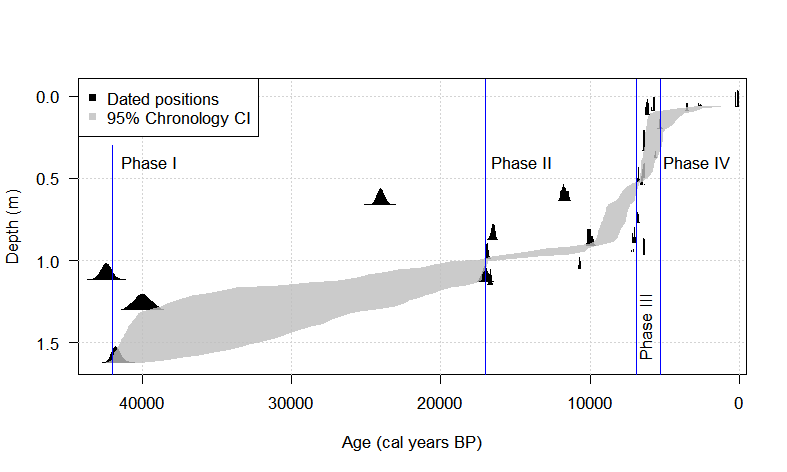 Dated positions
95% Chronology CI
Phase I
Phase II
Phase IV
Phase III
0.0
0.5
1.0
1.5
Depth (m)
40000
30000
20000
10000
0
Age (cal years BP)